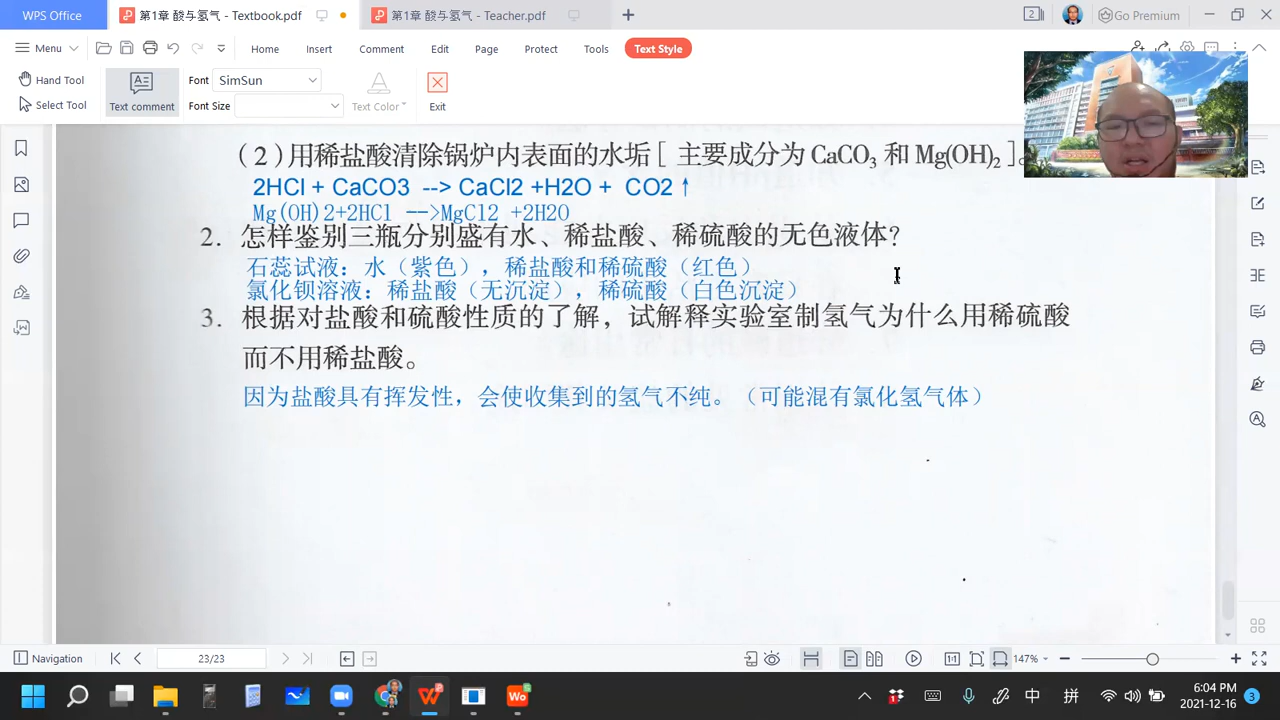 WPS Office
第1章 酸与氢气 - Textbook.pdf
第1章 酸与氢气 - Teacher.pdf
2
Go Premium
Menu
Home
Insert
Comment
Edit
Page
Protect
Tools
Text Style
Hand Tool
Select Tool
Text comment
Font
SimSun
Font Size
Text Color
Exit
(2)用稀盐酸清除锅炉内表面的水垢[ 主要成分为 CaCO₃ 和 Mg(OH)₂ ]。
2HCl + CaCO3 --> CaCl2 +H2O + CO2↑
Mg(OH)2+2HCl -->MgCl2 +2H2O
2. 怎样鉴别三瓶分别盛有水、稀盐酸、稀硫酸的无色液体?
石蕊试液: 水(紫色), 稀盐酸和稀硫酸(红色)
氯化钡溶液: 稀盐酸(无沉淀), 稀硫酸(白色沉淀)
3. 根据对盐酸和硫酸性质的了解, 试解释实验室制氢气为什么用稀硫酸
而不用稀盐酸。
因为盐酸具有挥发性, 会使收集到的氢气不纯。(可能混有氯化氢气体)
Navigation
23/23
147%
中
拼
6:04 PM
2021-12-16
3